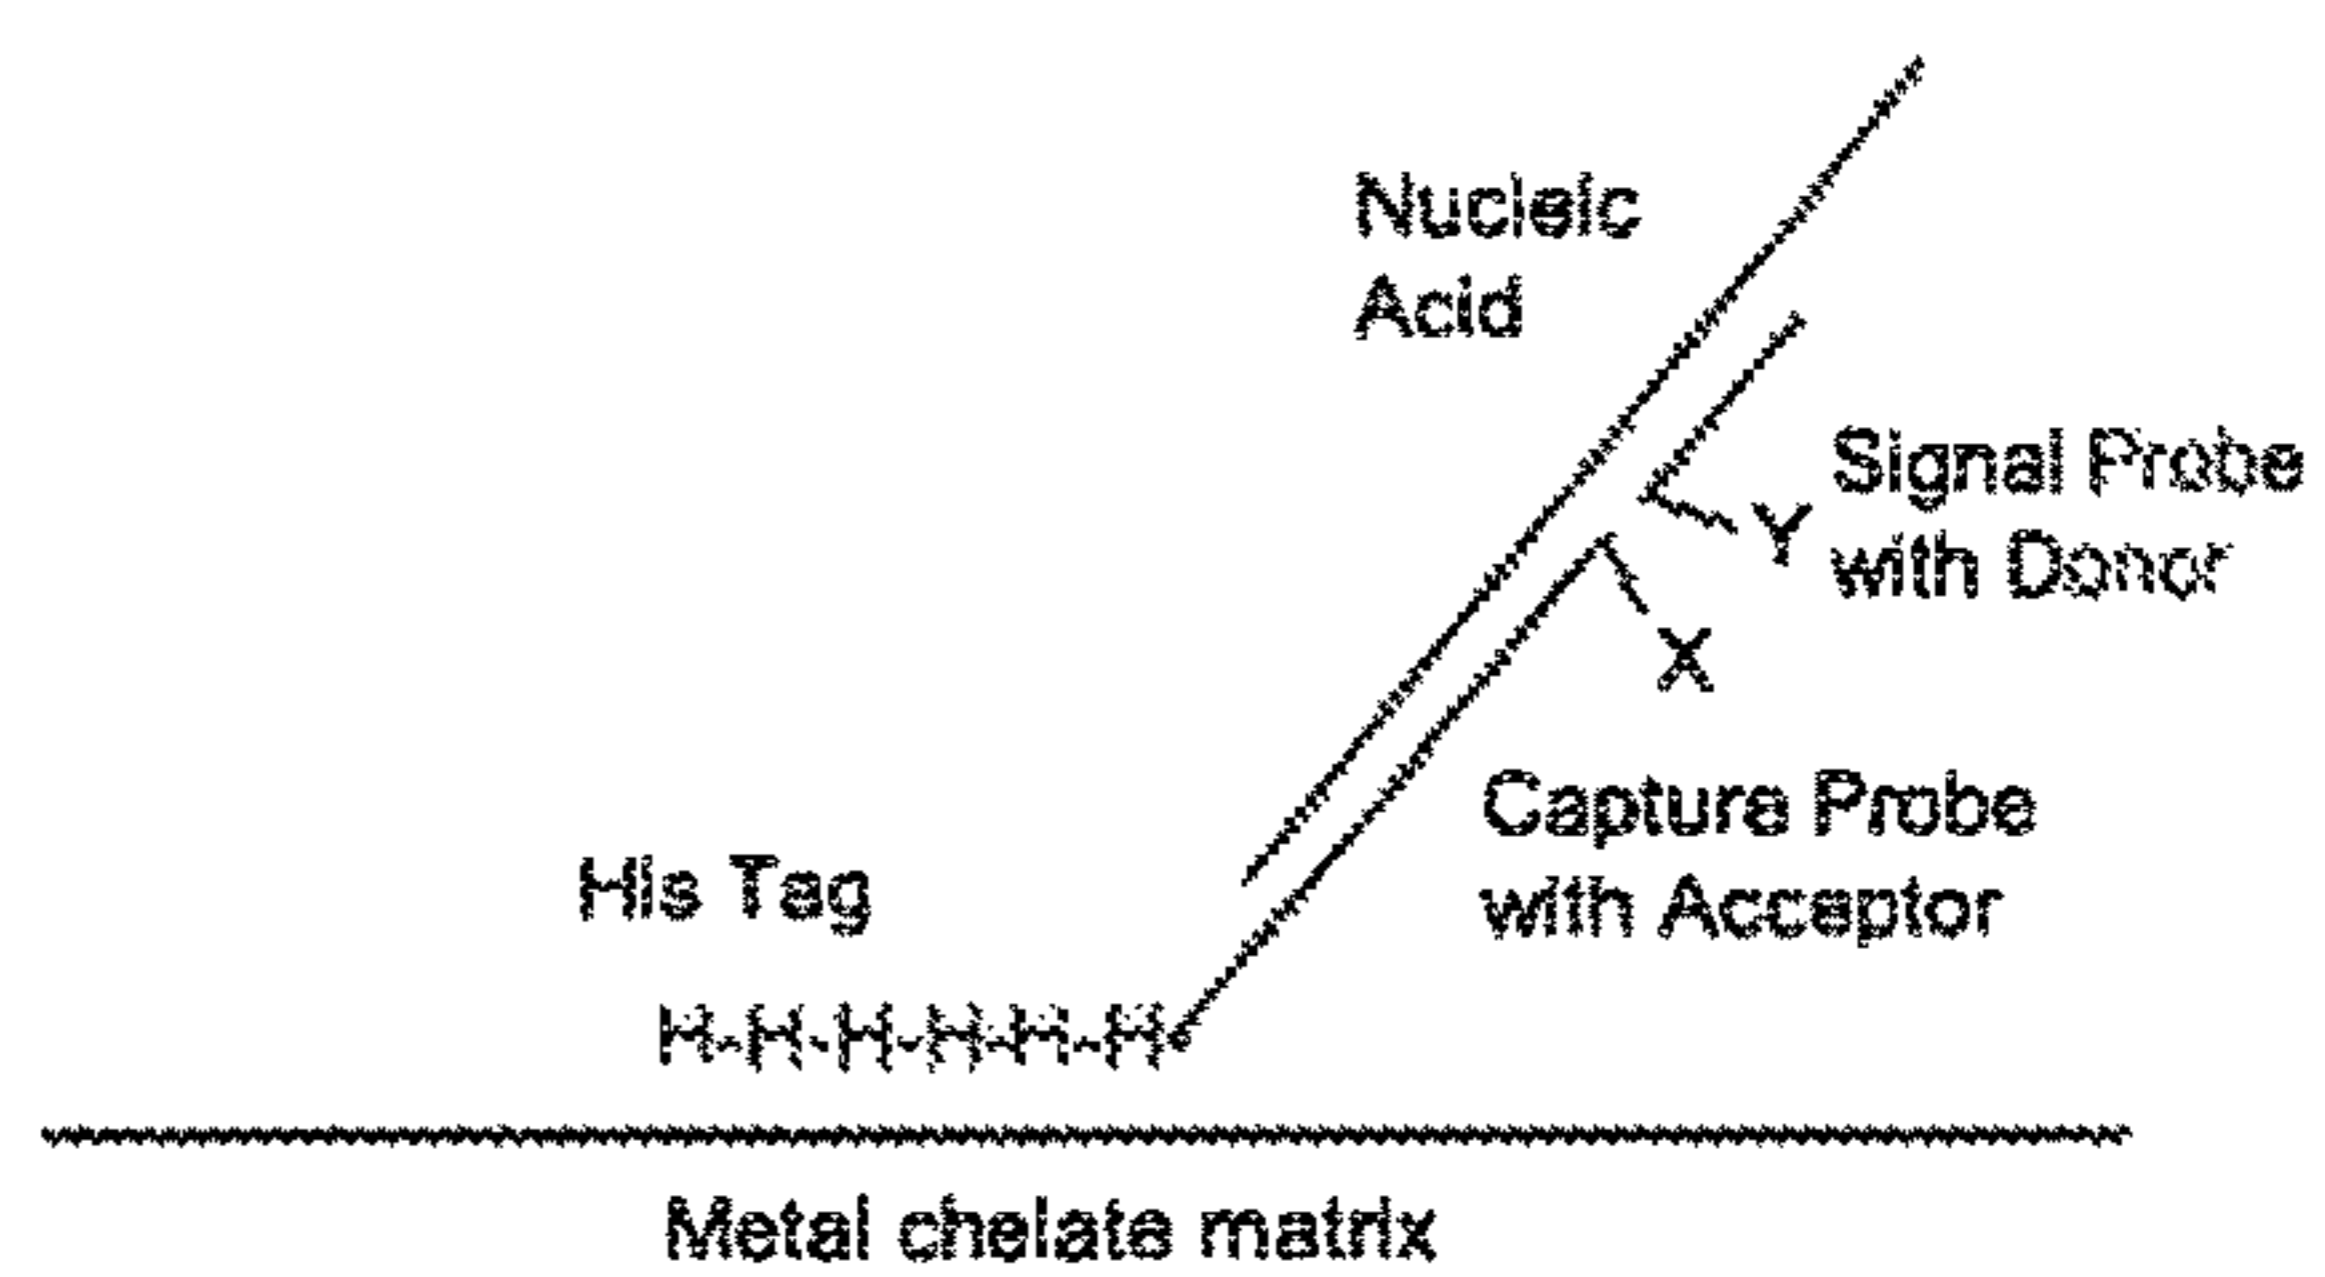 Nucleic
Acid
Signal Probe
with Donor
Y
X
Capture Probe
with Acceptor
His Tag
H-H-H-H-H-H
Metal chelate matrix